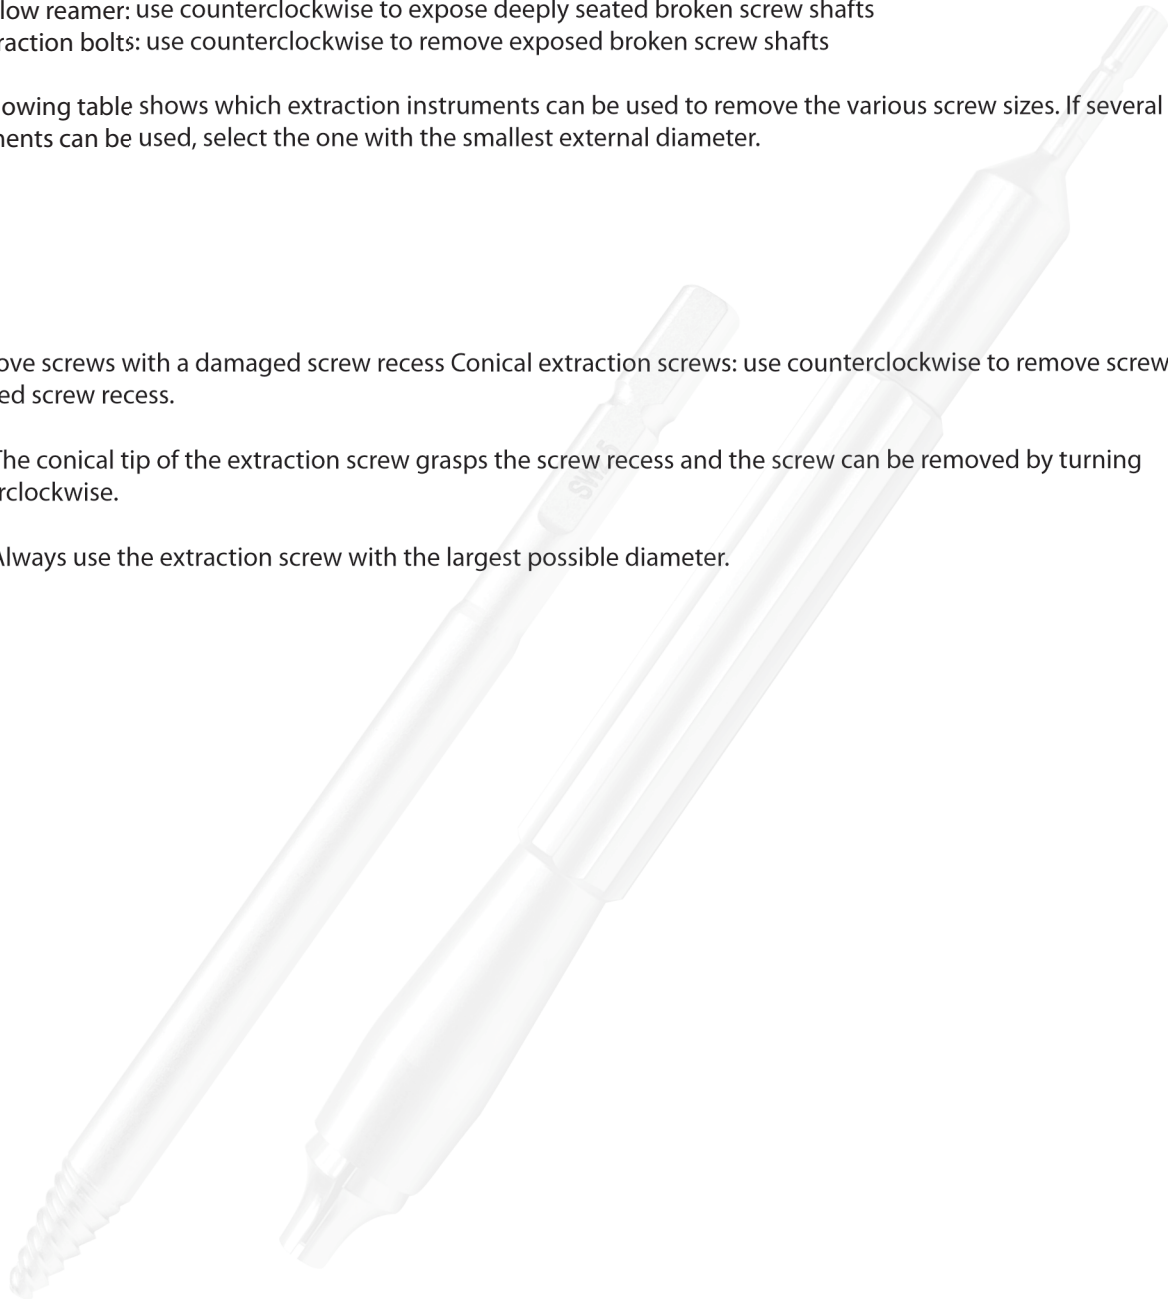 low reamer: use counterclockwise to expose deeply seated broken screw shafts
raction bolts: use counterclockwise to remove exposed broken screw shafts
owing table shows which extraction instruments can be used to remove the various screw sizes. If several
ents can be used, select the one with the smallest external diameter.
ove screws with a damaged screw recess Conical extraction screws: use counterclockwise to remove screw
ed screw recess.
The conical tip of the extraction screw grasps the screw recess and the screw can be removed by turning
rclockwise.
Always use the extraction screw with the largest possible diameter.